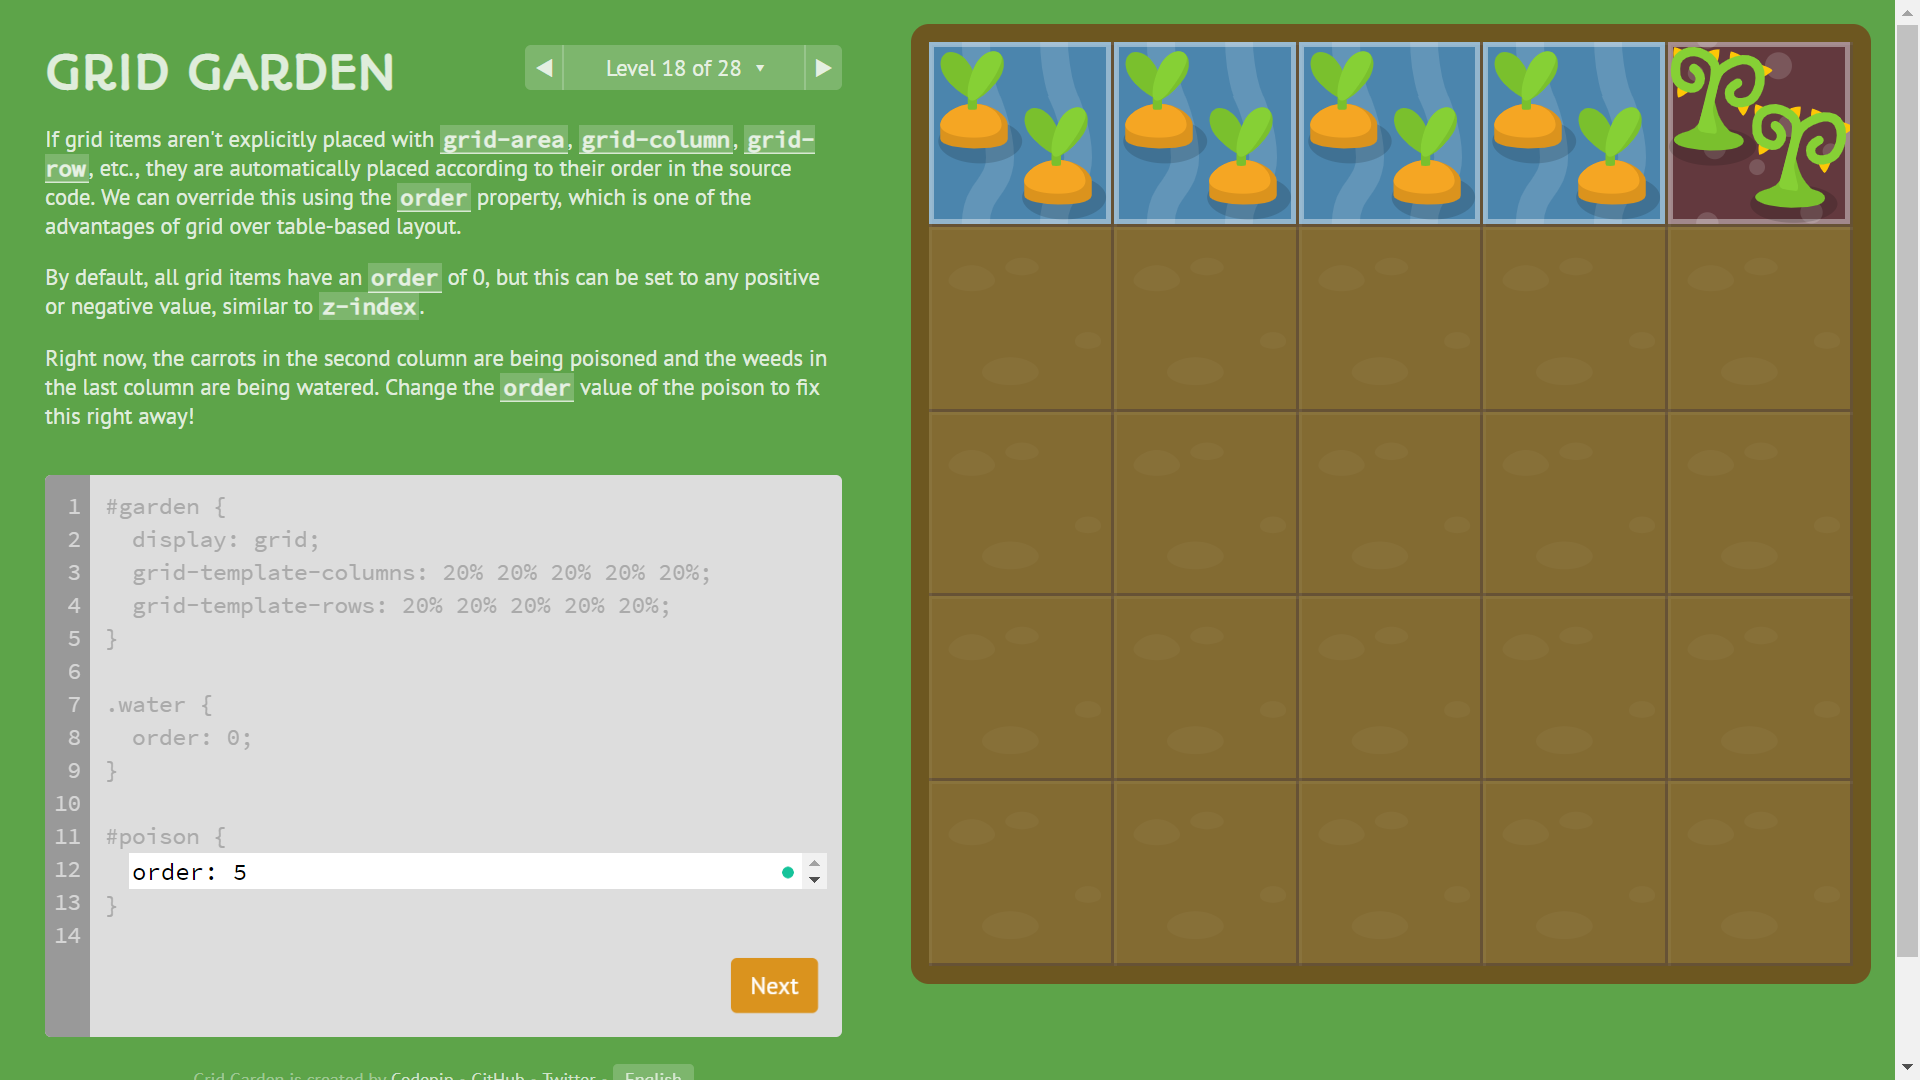 GRID GARDEN
◀ Level 18 of 28 ▼ ▶
If grid items aren't explicitly placed with grid-area, grid-column, grid-
row, etc., they are automatically placed according to their order in the source
code. We can override this using the order property, which is one of the
advantages of grid over table-based layout.
By default, all grid items have an order of 0, but this can be set to any positive
or negative value, similar to z-index.
Right now, the carrots in the second column are being poisoned and the weeds in
the last column are being watered. Change the order value of the poison to fix
this right away!
1 #garden {
2 display: grid;
3 grid-template-columns: 20% 20% 20% 20% 20%;
4 grid-template-rows: 20% 20% 20% 20% 20%;
5 }
6
7 .water {
8 order: 0;
9 }
10
11 #poison {
12 order: 5
13 }
14
Next
Grid Garden is created by Codepip • GitHub • Twitter • English